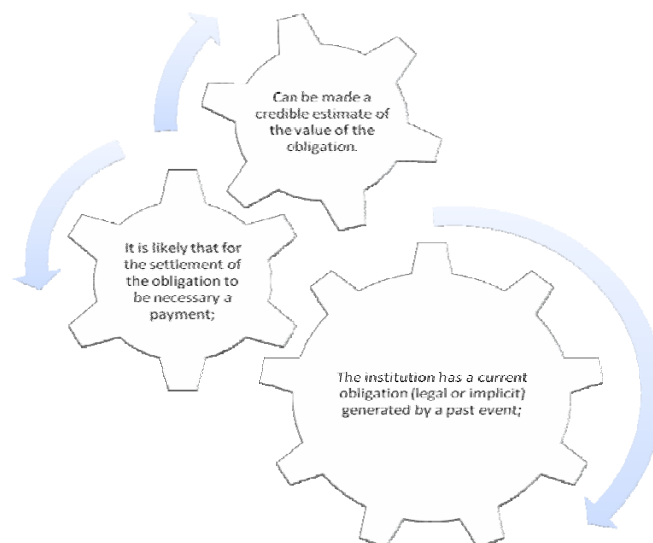 Can be made a
credible estimate of
the value of the
obligation.
It is likely that for
the settlement of
the obligation to
be necessary a
payment;
The institution has a current
obligation (legal or implicit)
generated by a past event;